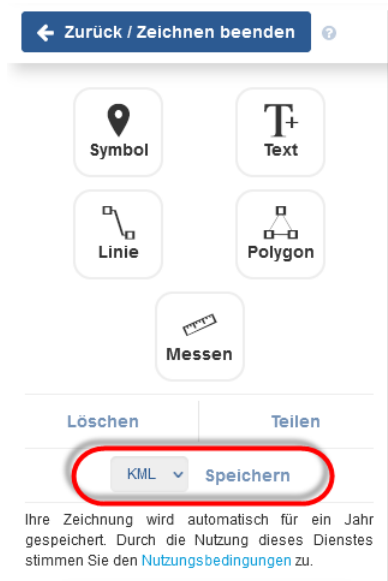 Zurück / Zeichnen beenden ?
Symbol
T+
Text
Linie
Polygon
Messen
Löschen
Teilen
KML
Speichern
Ihre Zeichnung wird automatisch für ein Jahr
gespeichert. Durch die Nutzung dieses Dienstes
stimmen Sie den Nutzungsbedingungen zu.